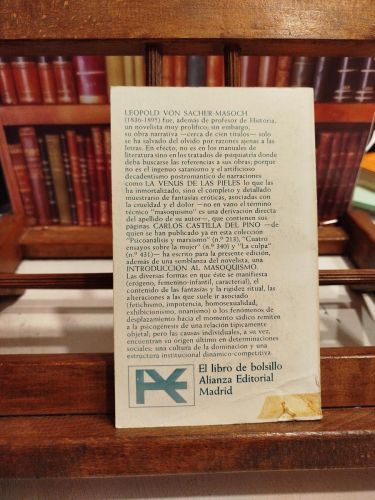 LEOPOLD VON SACHER-MASOCH
(1836-1895) fue, además de profesor de Historia,
un novelista muy prolífico; sin embargo,
su obra narrativa —cerca de cien títulos— solo
se ha salvado del olvido por razones ajenas a las
letras. En efecto, no es en los manuales de
literatura sino en los tratados de psiquiatría donde
deba buscarse las referencias a sus obras; porque
no es el ingenuo satanismo y el artificioso
decadentismo postromántico de narraciones
como LA VENUS DE LAS PIELES lo que las
ha inmortalizado, sino el completo y detallado
muestrario de fantasías eróticas, asociadas
con la crueldad y el dolor —no en vano el término
técnico "masoquismo" es una derivación directa
del apellido de su autor—, que contienen sus
páginas. CARLOS CASTILLA DEL PINO —de
quien se han publicado ya en esta colección
"Psicoanálisis y marxismo" (n.º 213), "Cuatro
ensayos sobre la mujer" (n.º 340) y "La culpa"
(n.º 431)— ha escrito para la presente edición,
además de una semblanza del novelista, una
INTRODUCCION AL MASOQUISMO.
Las diversas formas en que éste se manifiesta
(erógeno, femenino-infantil, caracterial), el
contenido de las fantasías y la rigidez ritual, las
alteraciones a las que suele ir asociado
(fetichismo, impotencia, homosexualidad,
exhibicionismo, onanismo) o los fenómenos de
desplazamiento hacia el momento sádico remiten
a la psicogénesis de una relación típicamente
objetal; pero las causas individuales, a su vez,
encuentran su origen último en determinaciones
sociales: una cultura de la dominación y una
estructura institucional dinámico-competitiva.
El libro de bolsillo
Alianza Editorial
Madrid